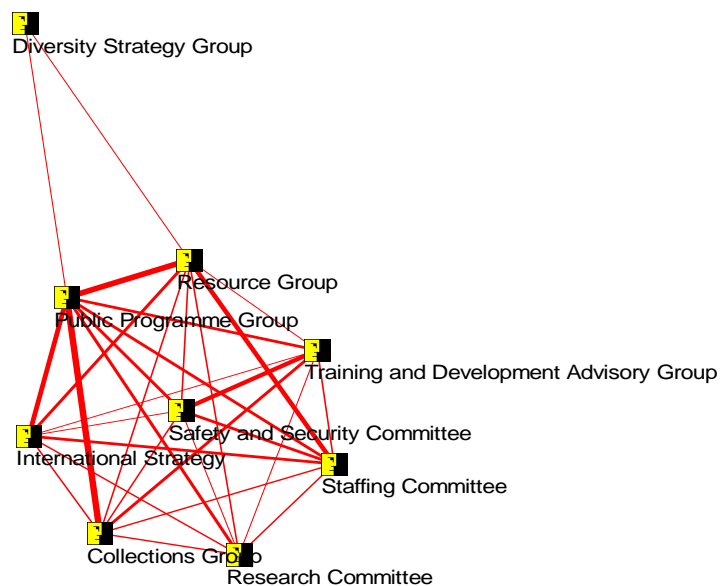 Diversity Strategy Group
Resource Group
Public Programme Group
Training and Development Advisory Group
Safety and Security Committee
International Strategy
Staffing Committee
Collections Group
Research Committee